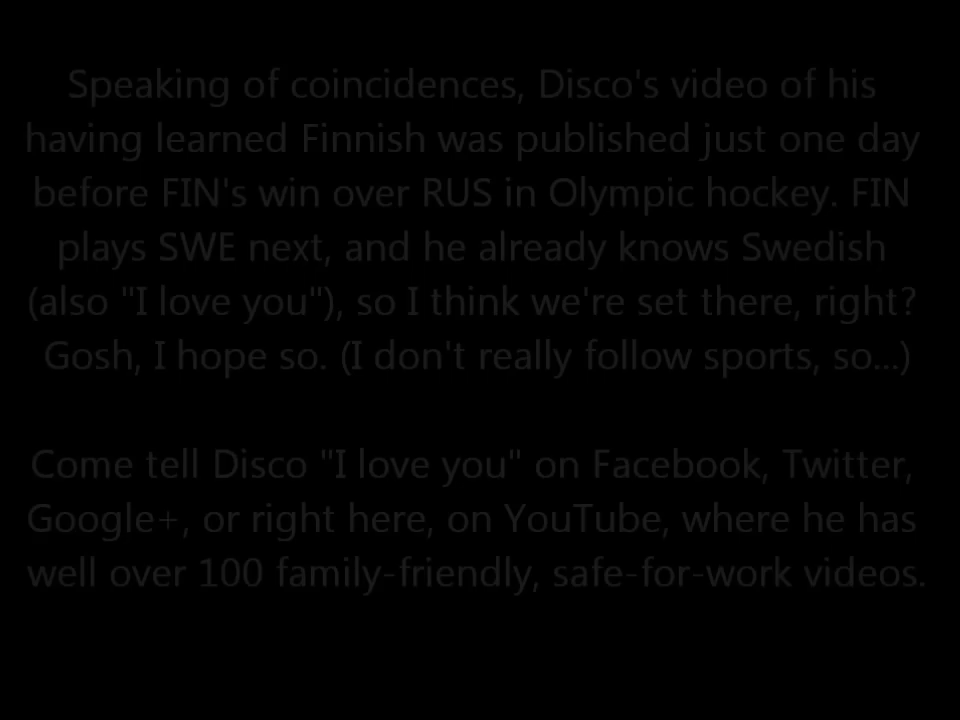 Speaking of coincidences, Disco's video of his
having learned Finnish was published just one day
before FIN's win over RUS in Olympic hockey. FIN
plays SWE next, and he already knows Swedish
(also "I love you"), so I think we're set there, right?
Gosh, I hope so. (I don't really follow sports, so...)
Come tell Disco "I love you" on Facebook, Twitter,
Google+, or right here, on YouTube, where he has
well over 100 family-friendly, safe-for-work videos.